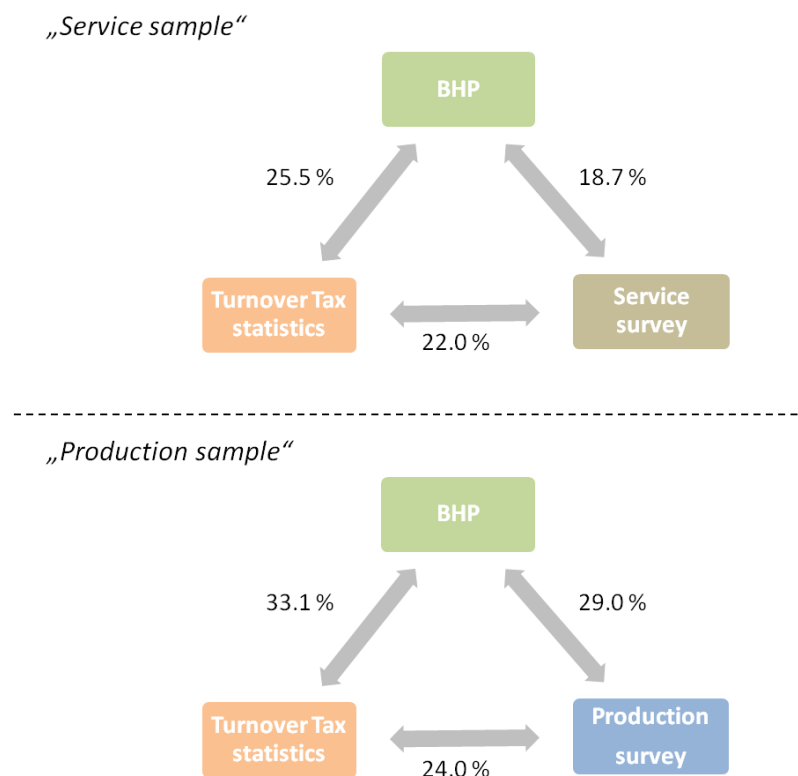 „Service sample“
BHP
25.5 %
18.7 %
Turnover Tax
statistics
Service
survey
22.0 %
„Production sample“
BHP
33.1 %
29.0 %
Turnover Tax
statistics
Production
survey
24.0 %